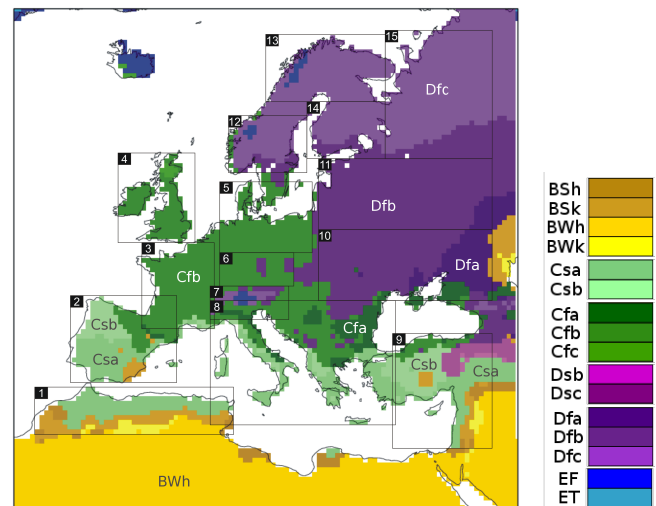 13
15
Dfc
14
12
4
11
5
Dfb
3
10
6
Cfb
Dfa
7
2
8
Csb
Cfa
9
Csa
Csb
Csa
1
BWh
BSh
BSk
BWh
BWk
Csa
Csb
Cfa
Cfb
Cfc
Dsb
Dsc
Dfa
Dfb
Dfc
EF
ET